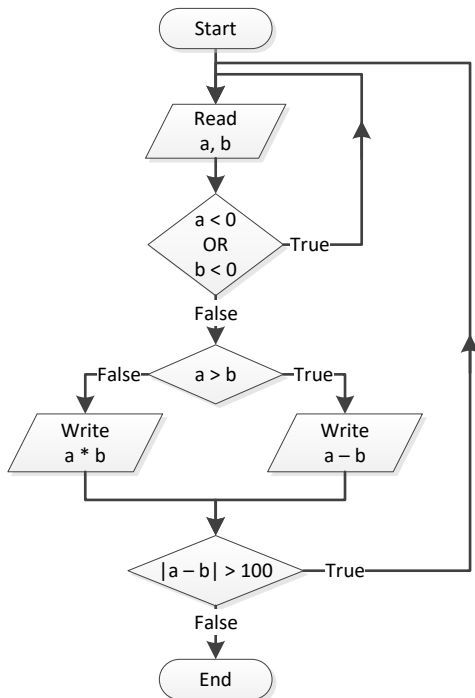 Start
Read
a, b
a < 0
OR
b < 0
True
False
a > b
False
True
Write
a * b
Write
a – b
|a – b| > 100
True
False
End